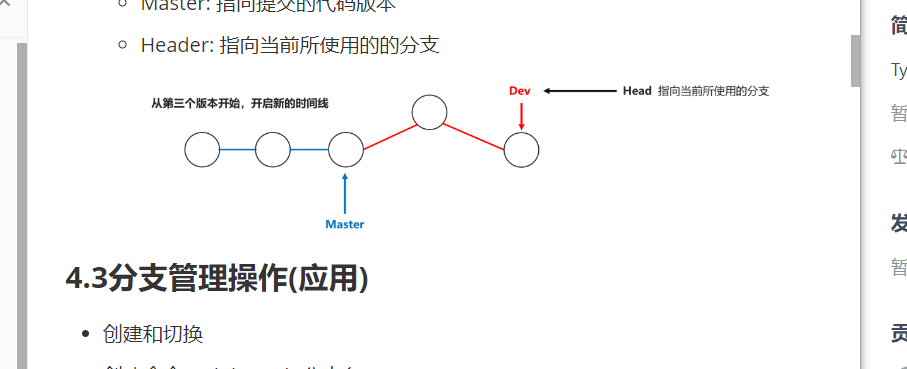 Master: 指向提交的代码版本
Header: 指向当前所使用的的分支
Dev
Head 指向当前所使用的分支
从第三个版本开始，开启新的时间线
Master
4.3分支管理操作(应用)
创建和切换
简
Ty
暂
发
暂